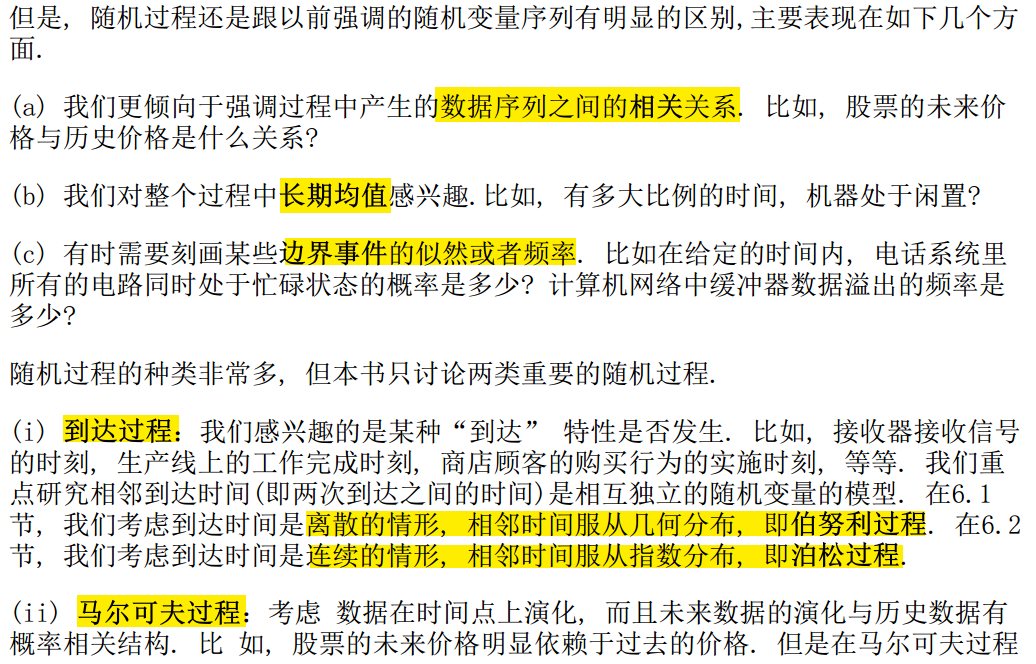 但是, 随机过程还是跟以前强调的随机变量序列有明显的区别,主要表现在如下几个方
面.
(a) 我们更倾向于强调过程中产生的数据序列之间的相关关系. 比如, 股票的未来价
格与历史价格是什么关系?
(b) 我们对整个过程中长期均值感兴趣.比如, 有多大比例的时间, 机器处于闲置?
(c) 有时需要刻画某些边界事件的似然或者频率. 比如在给定的时间内, 电话系统里
所有的电路同时处于忙碌状态的概率是多少? 计算机网络中缓冲器数据溢出的频率是
多少?
随机过程的种类非常多, 但本书只讨论两类重要的随机过程.
(i) 到达过程: 我们感兴趣的是某种“到达” 特性是否发生. 比如, 接收器接收信号
的时刻, 生产线上的工作完成时刻, 商店顾客的购买行为的实施时刻, 等等. 我们重
点研究相邻到达时间(即两次到达之间的时间)是相互独立的随机变量的模型. 在6.1
节, 我们考虑到达时间是离散的情形, 相邻时间服从几何分布, 即伯努利过程. 在6.2
节, 我们考虑到达时间是连续的情形, 相邻时间服从指数分布, 即泊松过程.
(ii) 马尔可夫过程: 考虑 数据在时间点上演化, 而且未来数据的演化与历史数据有
概率相关结构. 比 如, 股票的未来价格明显依赖于过去的价格. 但是在马尔可夫过程